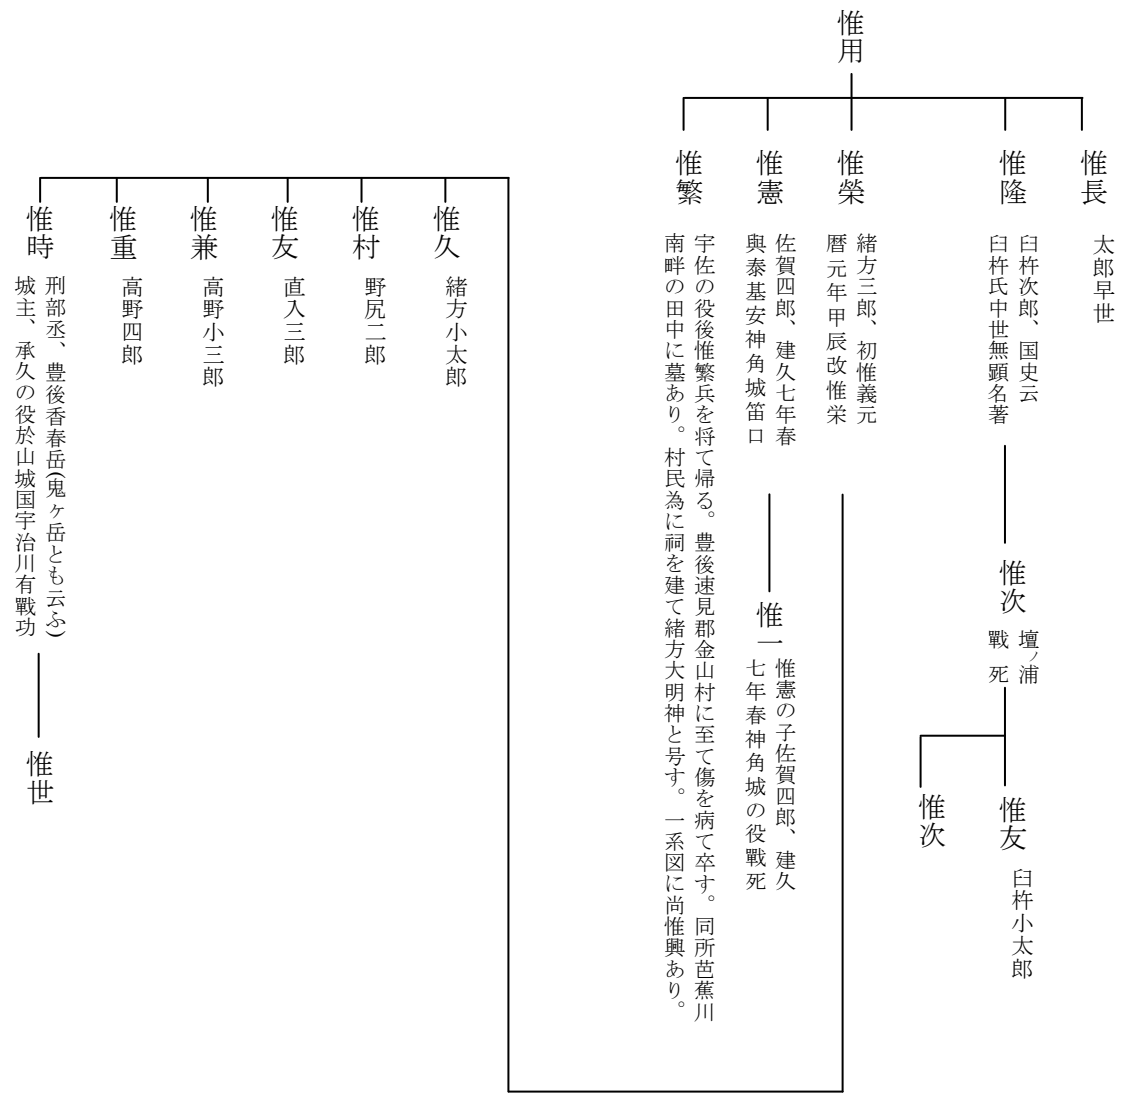 惟用
惟長
太郎早世
惟隆
臼杵次郎、国史云
臼杵氏中世無顕名著
惟次
壇ノ浦
戰死
惟友
臼杵小太郎
惟次
惟榮
緒方三郎、初惟義元
暦元年甲辰改惟栄
惟憲
佐賀四郎、建久七年春
與泰基安神角城笛口
惟一
惟憲の子佐賀四郎、建久
七年春神角城の役戰死
惟繁
宇佐の役後惟繁兵を将て帰る。豊後速見郡金山村に至て傷を病て卒す。同所芭蕉川
南畔の田中に墓あり。村民為に祠を建て緒方大明神と号す。一系図に尚惟興あり。
惟久
緒方小太郎
惟村
野尻二郎
惟友
直入三郎
惟兼
高野小三郎
惟重
高野四郎
惟時
刑部丞、豊後香春岳(鬼ヶ岳とも云ふ)
城主、承久の役於山城国宇治川有戰功
惟世